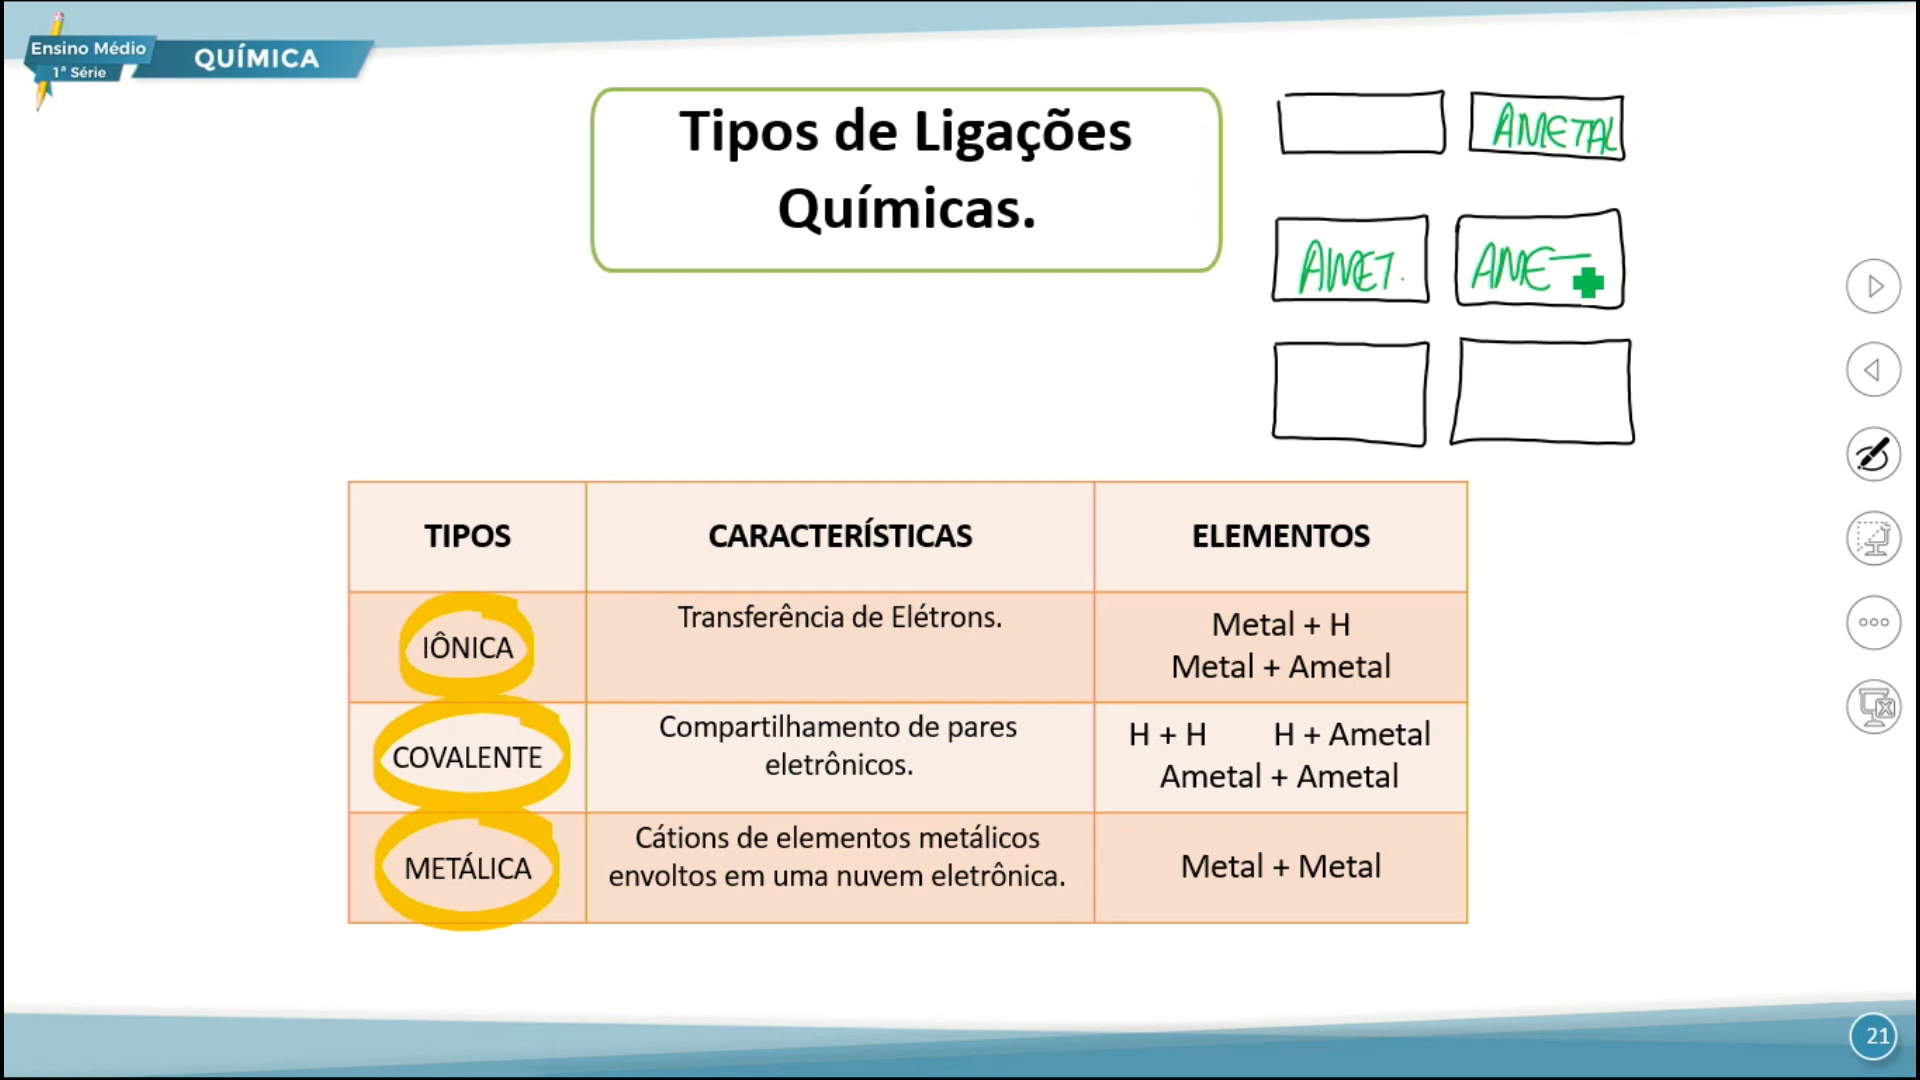 Ensino Médio
1ª Série
QUÍMICA
Tipos de Ligações
Químicas.
AMETAL
AMET.
AME
TIPOS CARACTERÍSTICAS ELEMENTOS
IÔNICA
Transferência de Elétrons.
Metal + H
Metal + Ametal
COVALENTE
Compartilhamento de pares
eletrônicos.
H + H H + Ametal
Ametal + Ametal
METÁLICA
Cátions de elementos metálicos
envoltos em uma nuvem eletrônica.
Metal + Metal
21